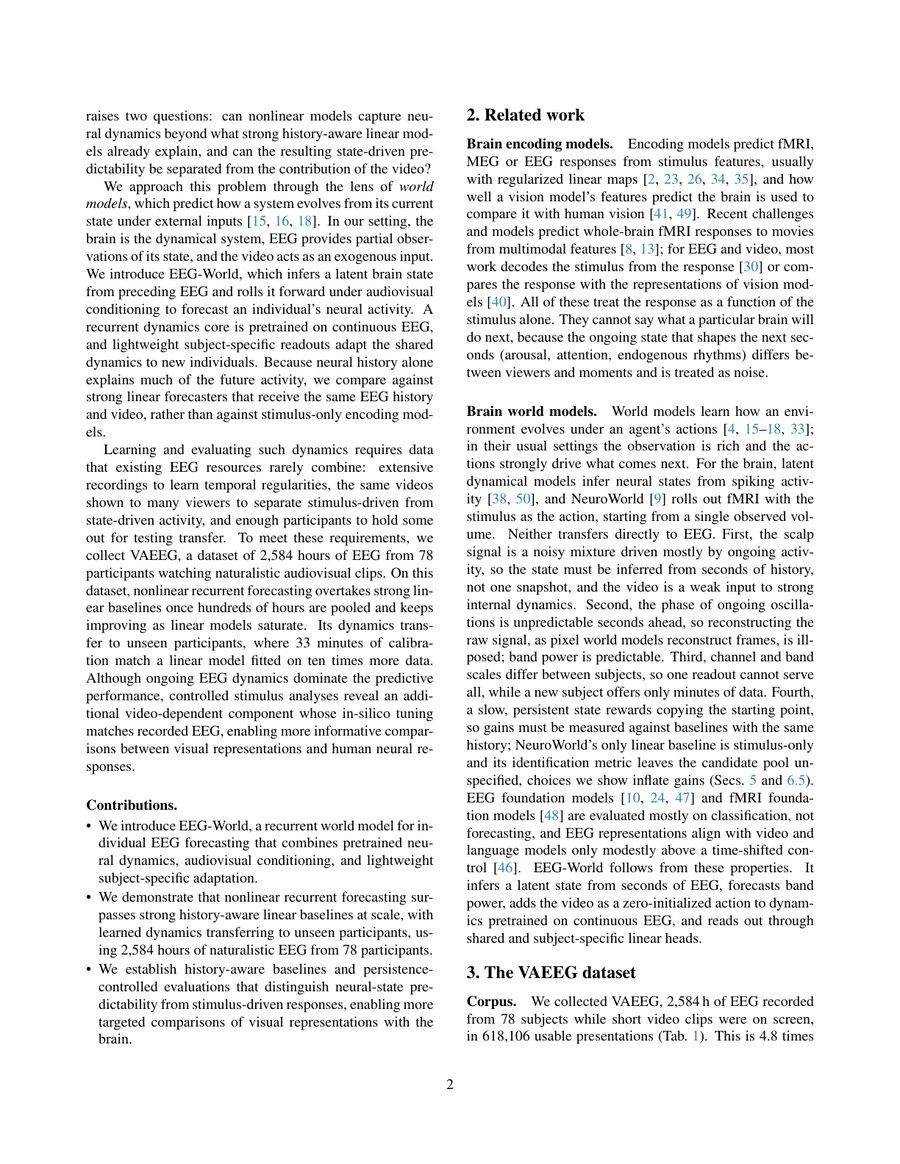 raises two questions: can nonlinear models capture neu-
ral dynamics beyond what strong history-aware linear mod-
els already explain, and can the resulting state-driven pre-
dictability be separated from the contribution of the video?
We approach this problem through the lens of world
models, which predict how a system evolves from its current
state under external inputs [15, 16, 18]. In our setting, the
brain is the dynamical system, EEG provides partial obser-
vations of its state, and the video acts as an exogenous input.
We introduce EEG-World, which infers a latent brain state
from preceding EEG and rolls it forward under audiovisual
conditioning to forecast an individual's neural activity. A
recurrent dynamics core is pretrained on continuous EEG,
and lightweight subject-specific readouts adapt the shared
dynamics to new individuals. Because neural history alone
explains much of the future activity, we compare against
strong linear forecasters that receive the same EEG history
and video, rather than against stimulus-only encoding mod-
els.
Learning and evaluating such dynamics requires data
that existing EEG resources rarely combine: extensive
recordings to learn temporal regularities, the same videos
shown to many viewers to separate stimulus-driven from
state-driven activity, and enough participants to hold some
out for testing transfer. To meet these requirements, we
collect VAEEG, a dataset of 2,584 hours of EEG from 78
participants watching naturalistic audiovisual clips. On this
dataset, nonlinear recurrent forecasting overtakes strong lin-
ear baselines once hundreds of hours are pooled and keeps
improving as linear models saturate. Its dynamics trans-
fer to unseen participants, where 33 minutes of calibra-
tion match a linear model fitted on ten times more data.
Although ongoing EEG dynamics dominate the predictive
performance, controlled stimulus analyses reveal an addi-
tional video-dependent component whose in-silico tuning
matches recorded EEG, enabling more informative compar-
isons between visual representations and human neural re-
sponses.
Contributions.
• We introduce EEG-World, a recurrent world model for in-
dividual EEG forecasting that combines pretrained neu-
ral dynamics, audiovisual conditioning, and lightweight
subject-specific adaptation.
• We demonstrate that nonlinear recurrent forecasting sur-
passes strong history-aware linear baselines at scale, with
learned dynamics transferring to unseen participants, us-
ing 2,584 hours of naturalistic EEG from 78 participants.
• We establish history-aware baselines and persistence-
controlled evaluations that distinguish neural-state pre-
dictability from stimulus-driven responses, enabling more
targeted comparisons of visual representations with the
brain.
2. Related work
Brain encoding models. Encoding models predict fMRI,
MEG or EEG responses from stimulus features, usually
with regularized linear maps [2, 23, 26, 34, 35], and how
well a vision model's features predict the brain is used to
compare it with human vision [41, 49]. Recent challenges
and models predict whole-brain fMRI responses to movies
from multimodal features [8, 13]; for EEG and video, most
work decodes the stimulus from the response [30] or com-
pares the response with the representations of vision mod-
els [40]. All of these treat the response as a function of the
stimulus alone. They cannot say what a particular brain will
do next, because the ongoing state that shapes the next sec-
onds (arousal, attention, endogenous rhythms) differs be-
tween viewers and moments and is treated as noise.
Brain world models. World models learn how an envi-
ronment evolves under an agent's actions [4, 15–18, 33];
in their usual settings the observation is rich and the ac-
tions strongly drive what comes next. For the brain, latent
dynamical models infer neural states from spiking activ-
ity [38, 50], and NeuroWorld [9] rolls out fMRI with the
stimulus as the action, starting from a single observed vol-
ume. Neither transfers directly to EEG. First, the scalp
signal is a noisy mixture driven mostly by ongoing activ-
ity, so the state must be inferred from seconds of history,
not one snapshot, and the video is a weak input to strong
internal dynamics. Second, the phase of ongoing oscilla-
tions is unpredictable seconds ahead, so reconstructing the
raw signal, as pixel world models reconstruct frames, is ill-
posed; band power is predictable. Third, channel and band
scales differ between subjects, so one readout cannot serve
all, while a new subject offers only minutes of data. Fourth,
a slow, persistent state rewards copying the starting point,
so gains must be measured against baselines with the same
history; NeuroWorld's only linear baseline is stimulus-only
and its identification metric leaves the candidate pool un-
specified, choices we show inflate gains (Secs. 5 and 6.5).
EEG foundation models [10, 24, 47] and fMRI founda-
tion models [48] are evaluated mostly on classification, not
forecasting, and EEG representations align with video and
language models only modestly above a time-shifted con-
trol [46]. EEG-World follows from these properties. It
infers a latent state from seconds of EEG, forecasts band
power, adds the video as a zero-initialized action to dynam-
ics pretrained on continuous EEG, and reads out through
shared and subject-specific linear heads.
3. The VAEEG dataset
Corpus. We collected VAEEG, 2,584 h of EEG recorded
from 78 subjects while short video clips were on screen,
in 618,106 usable presentations (Tab. 1). This is 4.8 times
2